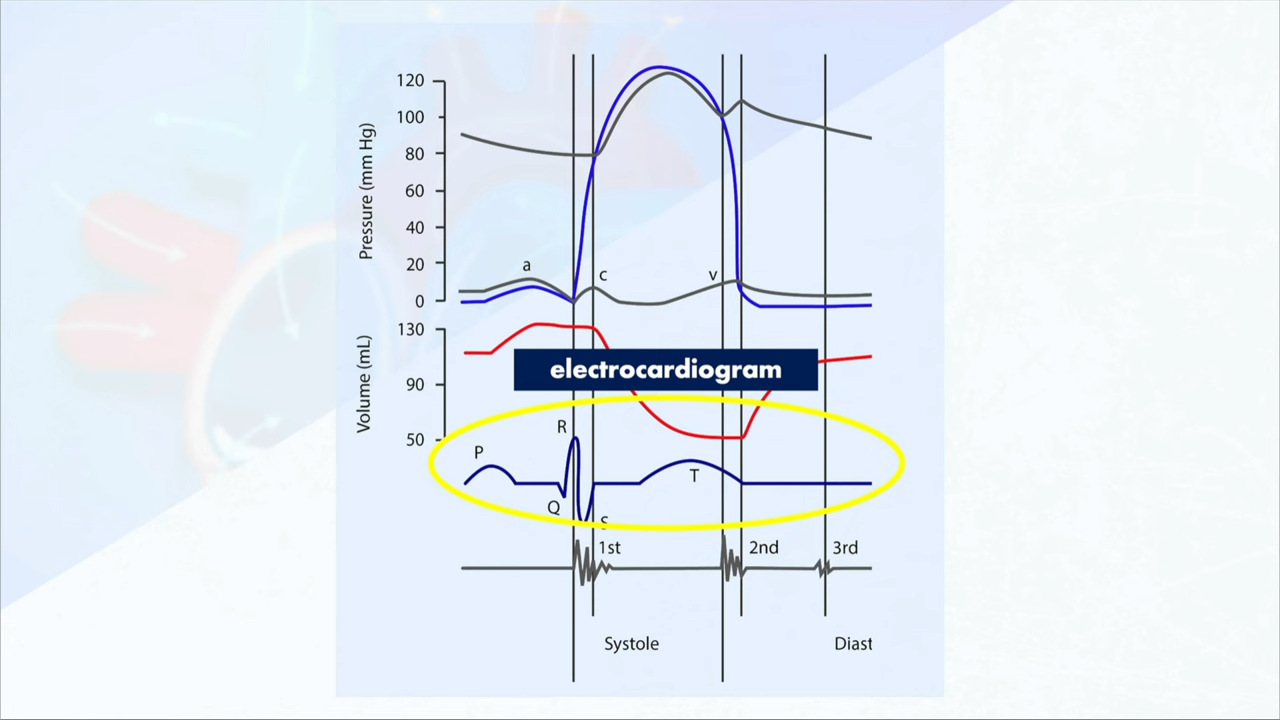 120
100
80
60
40
20
0
Pressure (mm Hg)
a
c
v
130
90
50
Volume (mL)
electrocardiogram
P
Q
R
S
T
1st
2nd
3rd
Systole
Diast